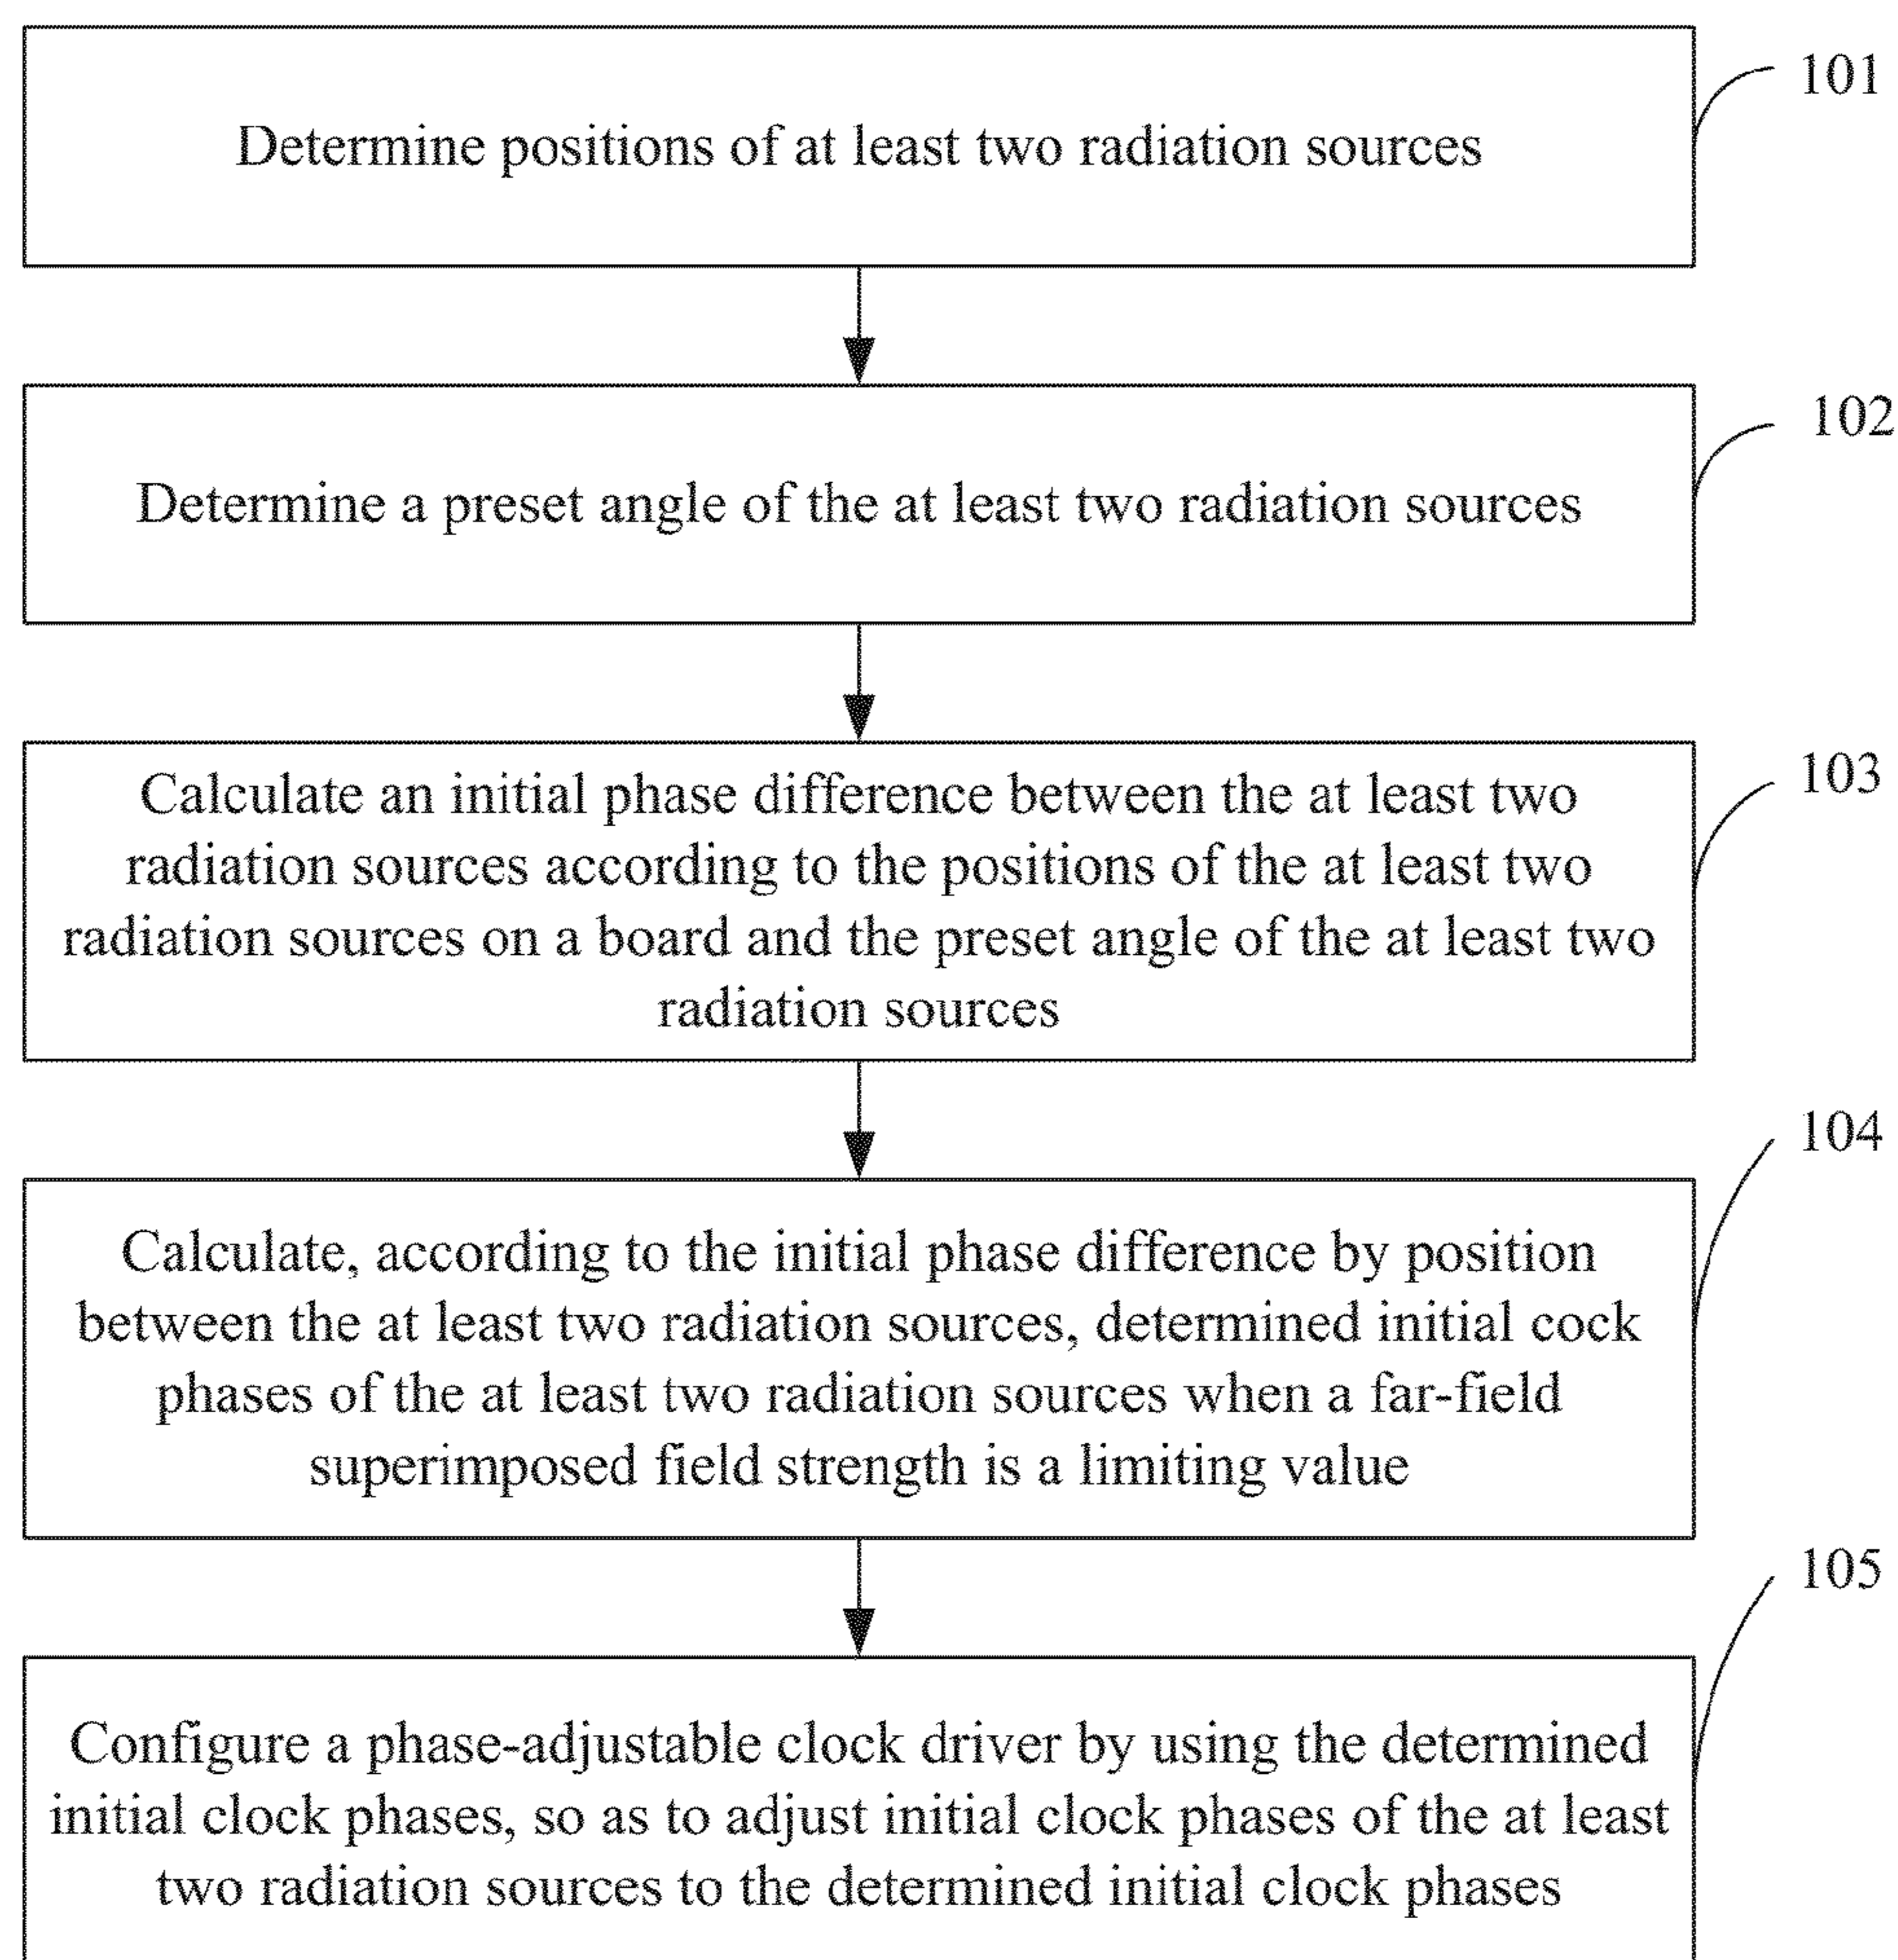 101
Determine positions of at least two radiation sources
102
Determine a preset angle of the at least two radiation sources
103
Calculate an initial phase difference between the at least two
radiation sources according to the positions of the at least two
radiation sources on a board and the preset angle of the at least two
radiation sources
104
Calculate, according to the initial phase difference by position
between the at least two radiation sources, determined initial cock
phases of the at least two radiation sources when a far-field
superimposed field strength is a limiting value
105
Configure a phase-adjustable clock driver by using the determined
initial clock phases, so as to adjust initial clock phases of the at least
two radiation sources to the determined initial clock phases